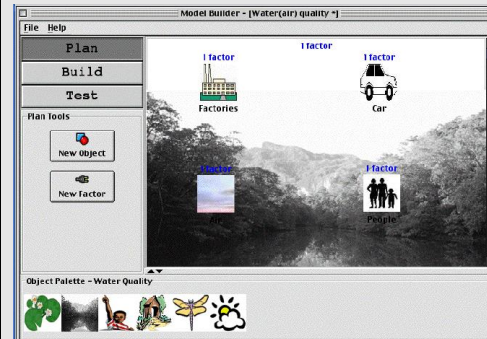 Model Builder - [Water(air) quality *]
File Help
Plan
Build
Test
Plan Tools
New Object
New Factor
1 factor
1 factor
1 factor
Factories
Car
1 factor
1 factor
Air
People
Object Palette - Water Quality